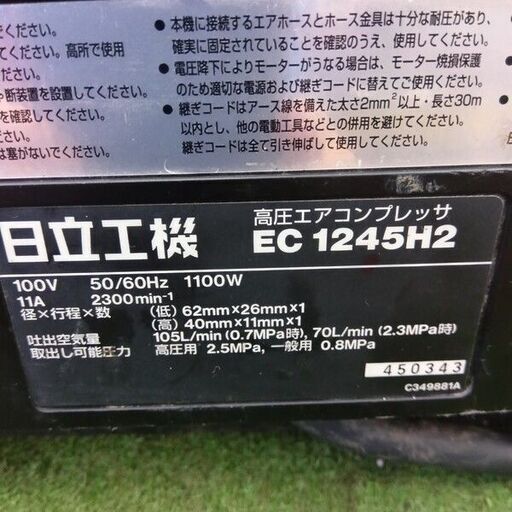 ください。
ださい。高所で使用
ださい。
や断装置を設置してください。
てください。
ください。
は塞がないでください。
●本機に接続するエアホースとホース金具は十分な耐圧があり、
確実に固定されていることを確認のうえ、使用してください。
●電圧降下によりモーターがうなる場合は、モーター焼損保護
のため適切な電源および継ぎコードに替えてご使用ください。
●継ぎコードはアース線を備えた太さ2mm²以上・長さ30m
以内とし、他の電動工具などとの併用を避けてください。
継ぎコードは全て引き伸ばして使用してください。
日立工機
高圧エアコンプレッサ
EC 1245H2
100V 50/60Hz 1100W
11A 2300min⁻¹
径×行程×数 (低) 62mm×26mm×1
(高) 40mm×11mm×1
吐出空気量 105L/min (0.7MPa時), 70L/min (2.3MPa時)
取出し可能圧力 高圧用 2.5MPa, 一般用 0.8MPa
450343
C349881A